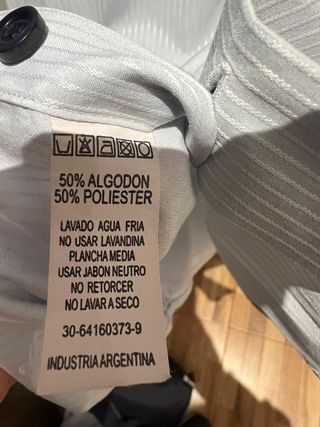 50% ALGODON
50% POLIESTER
LAVADO AGUA FRIA
NO USAR LAVANDINA
PLANCHA MEDIA
USAR JABON NEUTRO
NO RETORCER
NO LAVAR A SECO
30-64160373-9
INDUSTRIA ARGENTINA